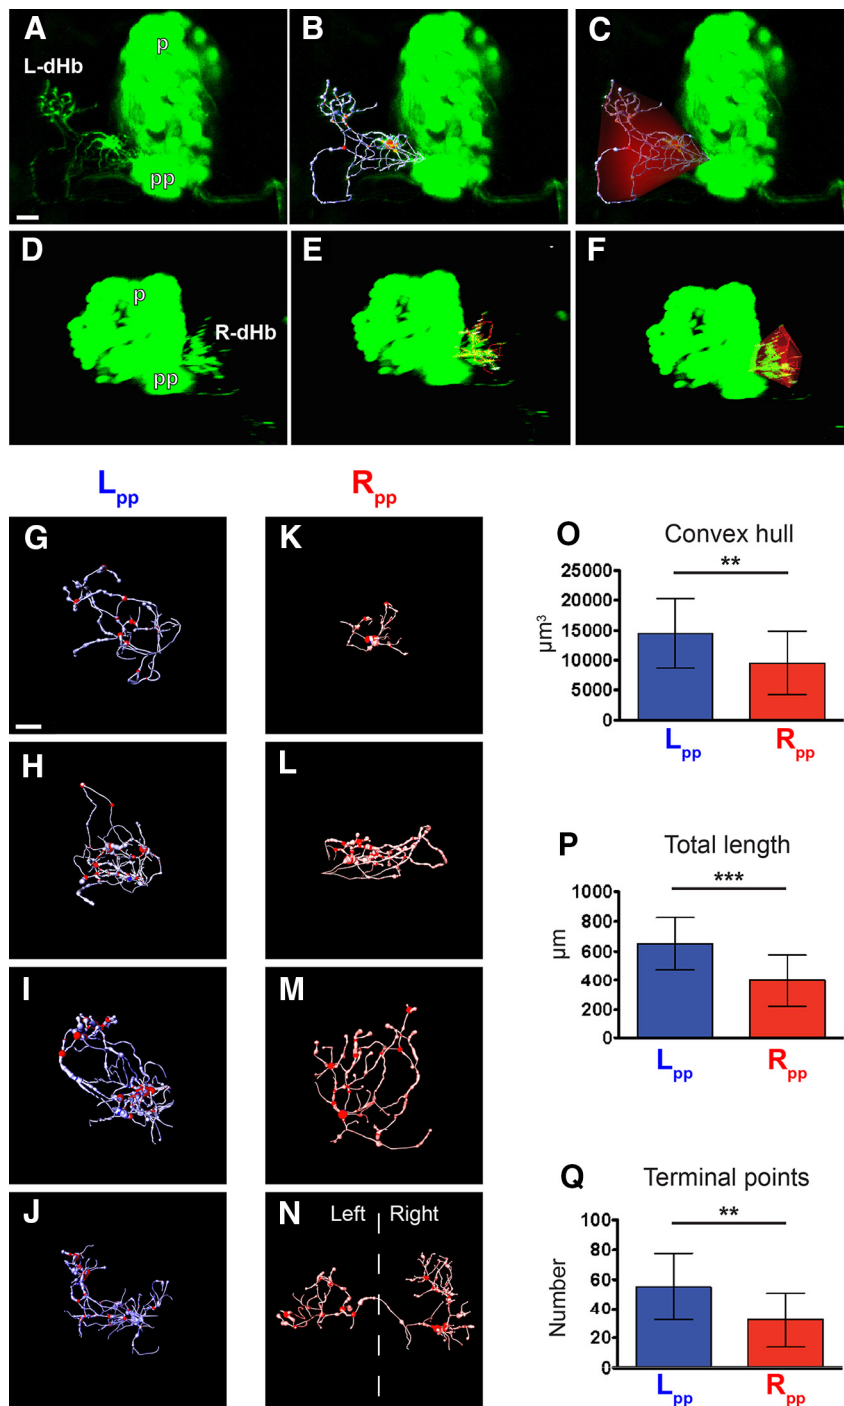 A
p
L-dHb
pp
B
C
D
p
R-dHb
pp
E
F
Lpp
Rpp
G
K
H
L
I
M
J
N
Left
Right
O
Convex hull
**
25000
20000
15000
10000
5000
0
µm³
Lpp
Rpp
P
Total length
***
1000
800
600
400
200
0
µm
Lpp
Rpp
Q
Terminal points
**
100
80
60
40
20
0
Number
Lpp
Rpp